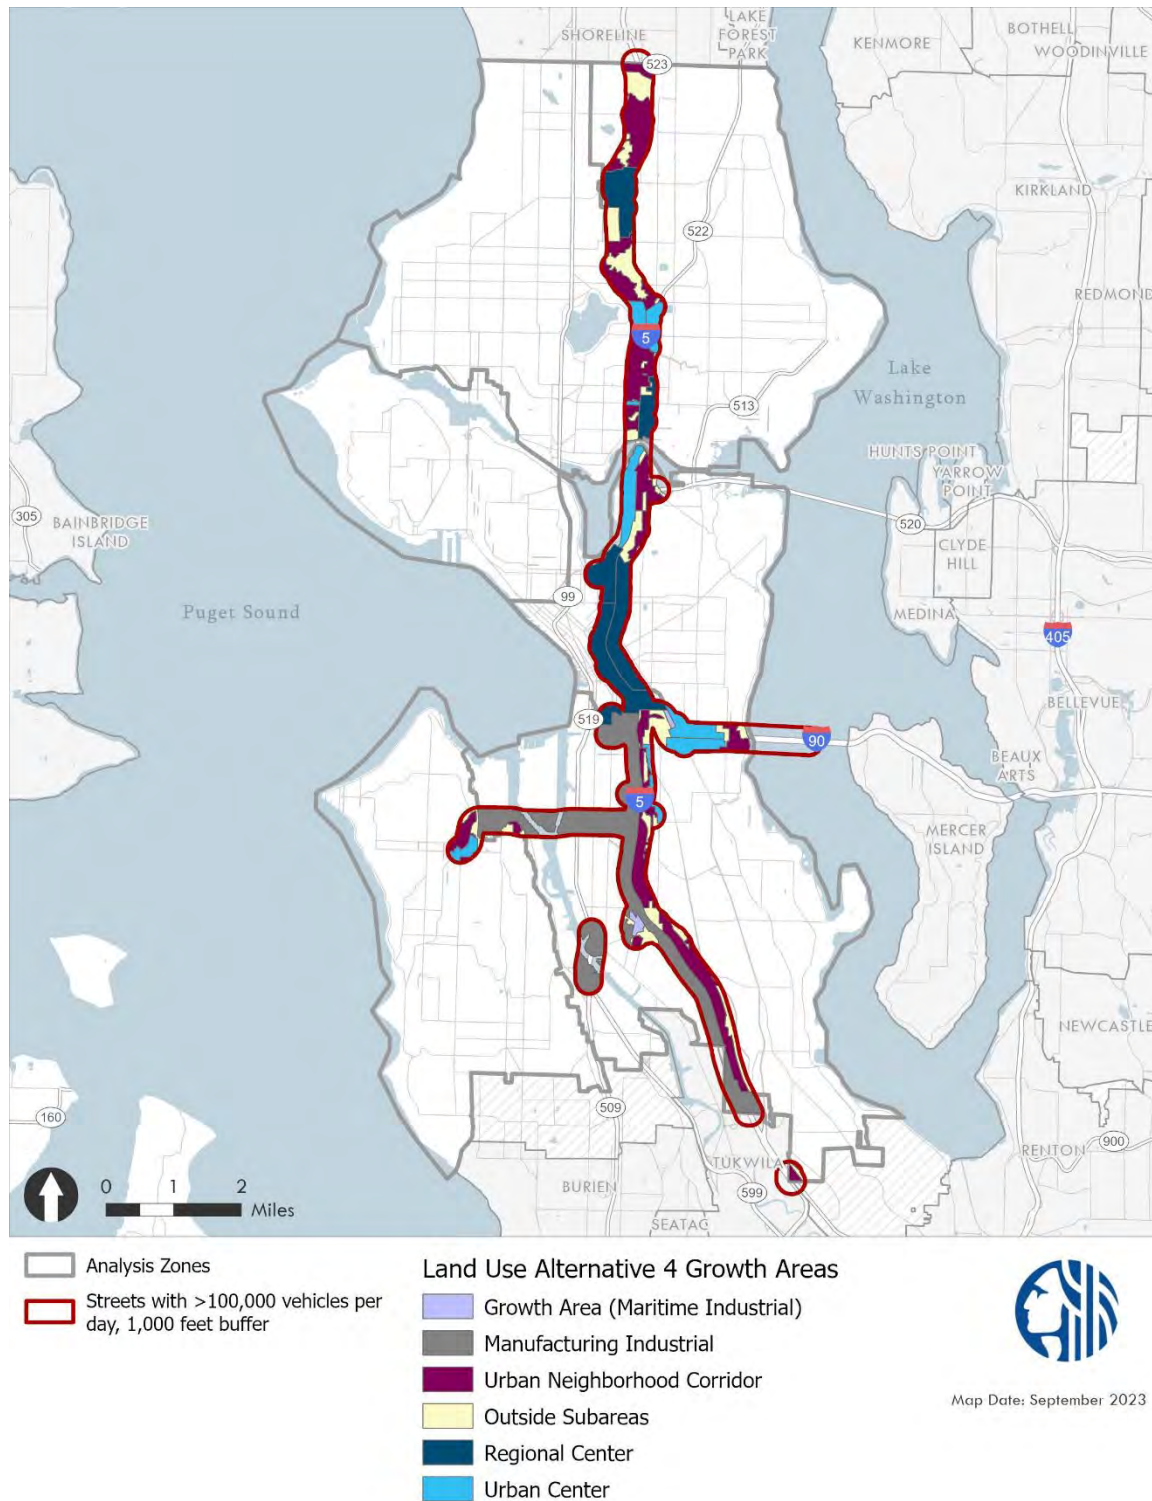 SHORELINE
LAKE
FOREST
PARK
BOTHELL
KENMORE
WOODINVILLE
523
KIRKLAND
522
REDMOND
5
Lake
Washington
513
HUNTS POINT
YARROW
POINT
305
BAINBRIDGE
ISLAND
520
CLYDE
HILL
Puget Sound
99
MEDINA
405
BELLEVUE
519
90
BEAUX
ARTS
5
MERCER
ISLAND
NEWCASTLE
160
509
TUKWILA
RENTON
900
BURIEN
599
SEATAC
0 1 2
Miles
Analysis Zones
Streets with >100,000 vehicles per
day, 1,000 feet buffer
Land Use Alternative 4 Growth Areas
Growth Area (Maritime Industrial)
Manufacturing Industrial
Urban Neighborhood Corridor
Outside Subareas
Regional Center
Urban Center
Map Date: September 2023